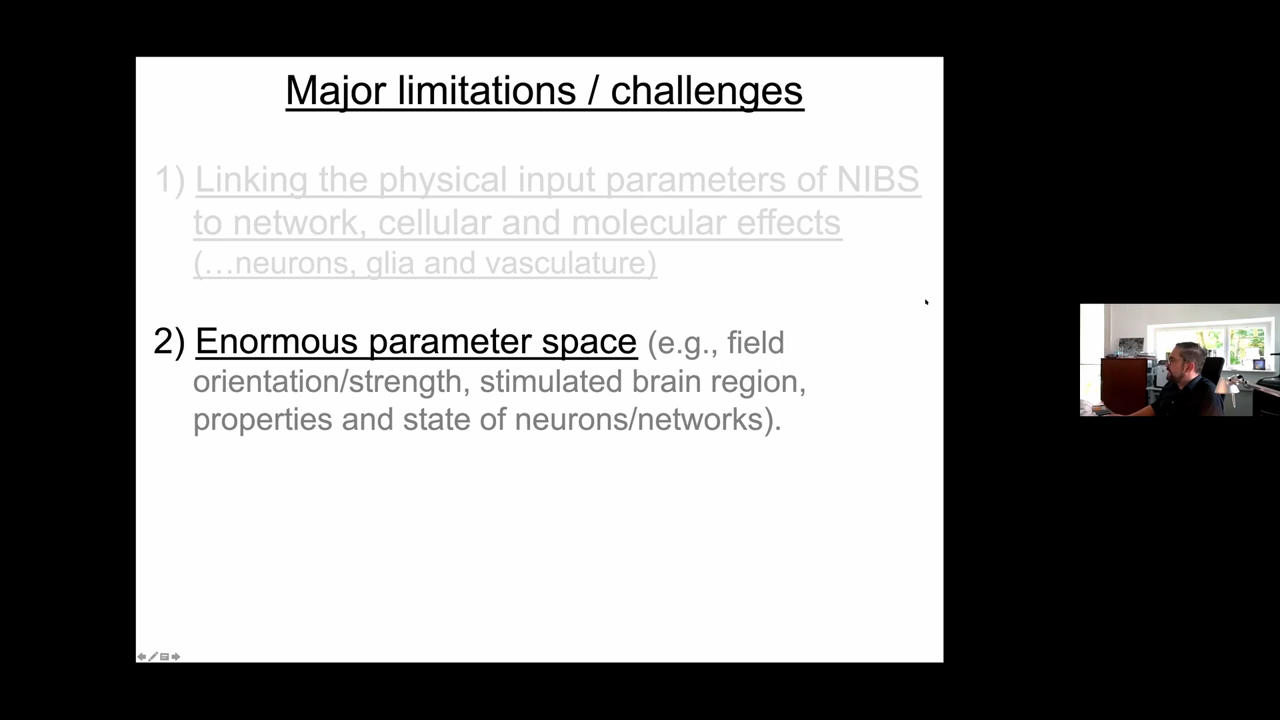 Major limitations / challenges
1) Linking the physical input parameters of NIBS
to network, cellular and molecular effects
(…neurons, glia and vasculature)
2) Enormous parameter space (e.g., field
orientation/strength, stimulated brain region,
properties and state of neurons/networks).